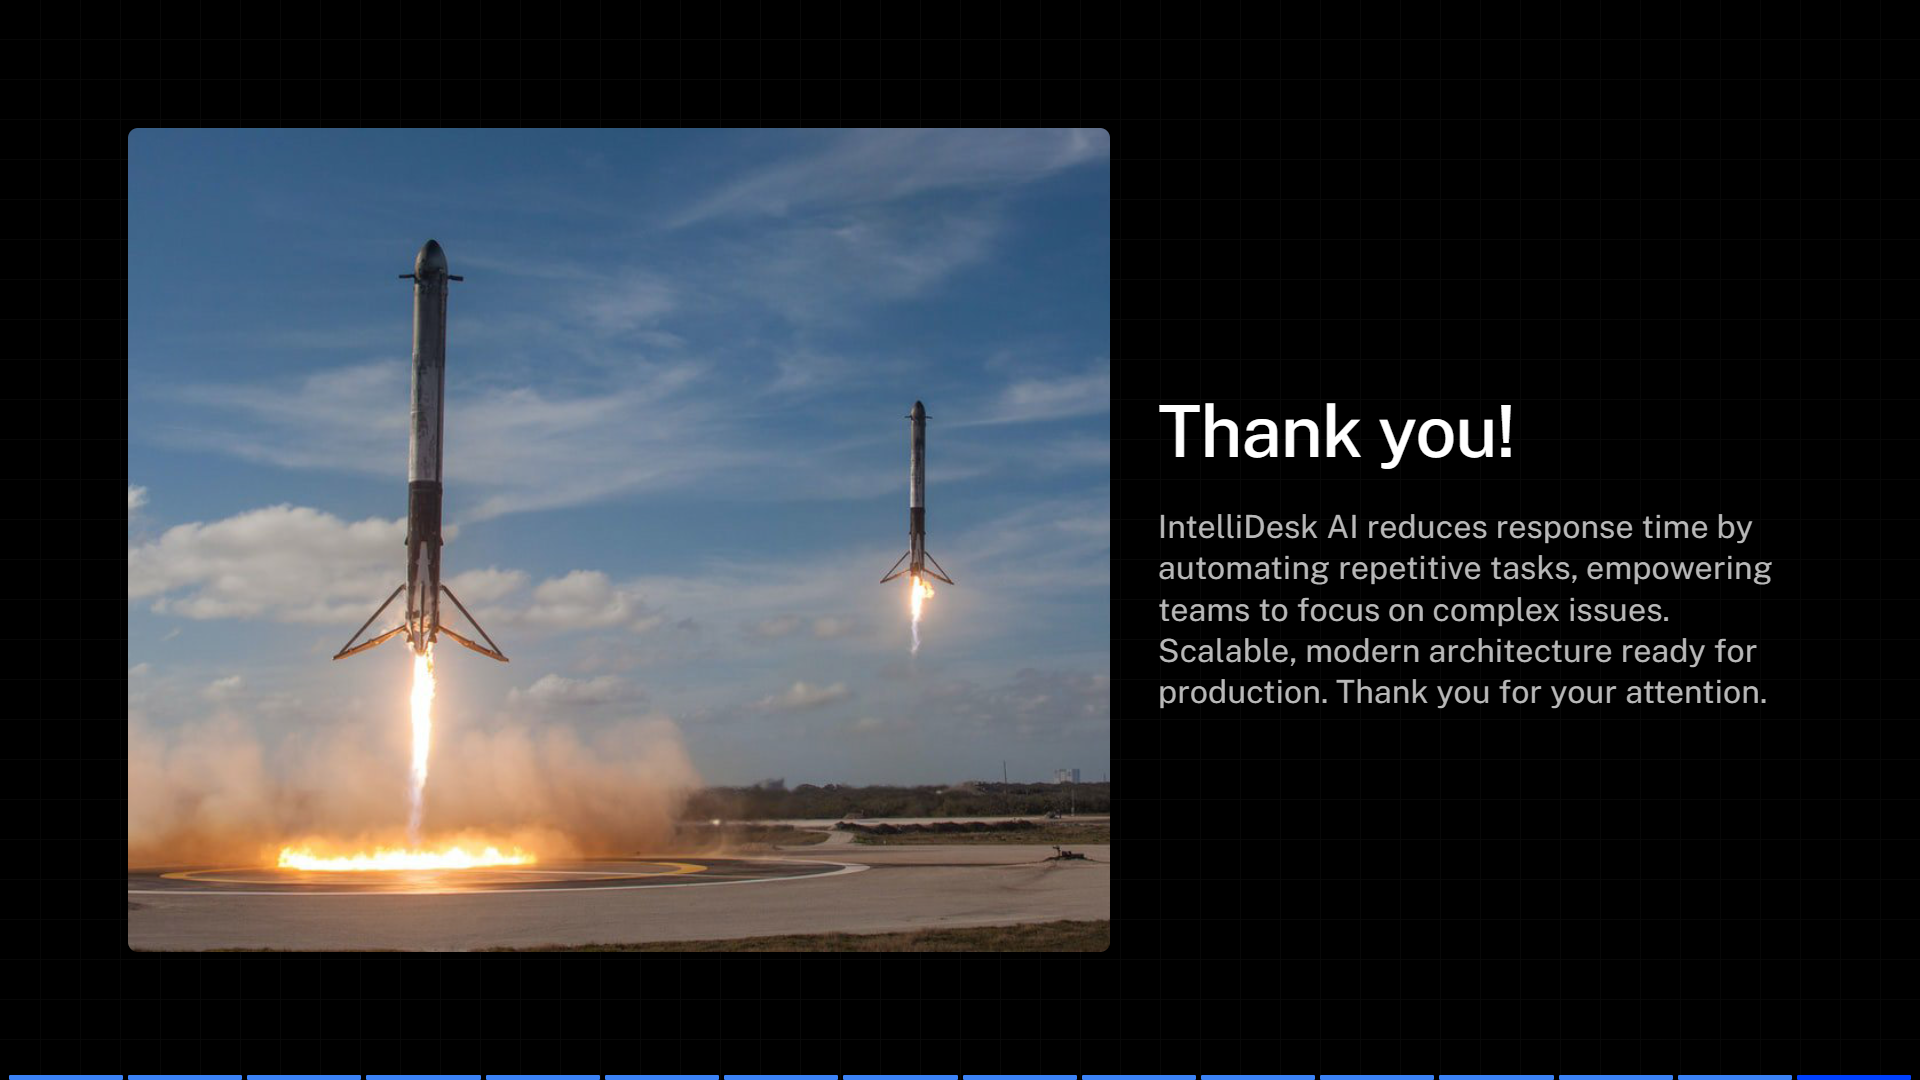 Thank you!
IntelliDesk AI reduces response time by
automating repetitive tasks, empowering
teams to focus on complex issues.
Scalable, modern architecture ready for
production. Thank you for your attention.